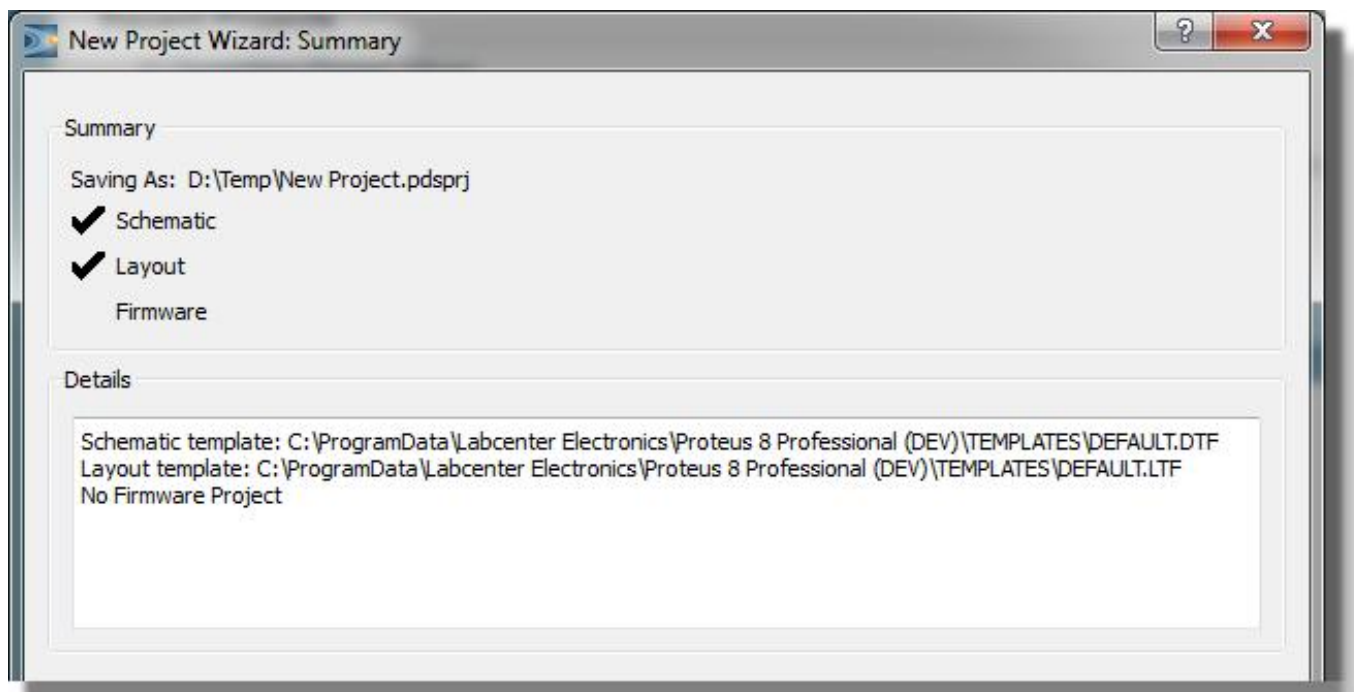 New Project Wizard: Summary
Summary
Saving As: D:\Temp\New Project.pdsprj
Schematic
Layout
Firmware
Details
Schematic template: C:\ProgramData\Labcenter Electronics\Proteus 8 Professional (DEV)\TEMPLATES\DEFAULT.DTF
Layout template: C:\ProgramData\Labcenter Electronics\Proteus 8 Professional (DEV)\TEMPLATES\DEFAULT.LTF
No Firmware Project